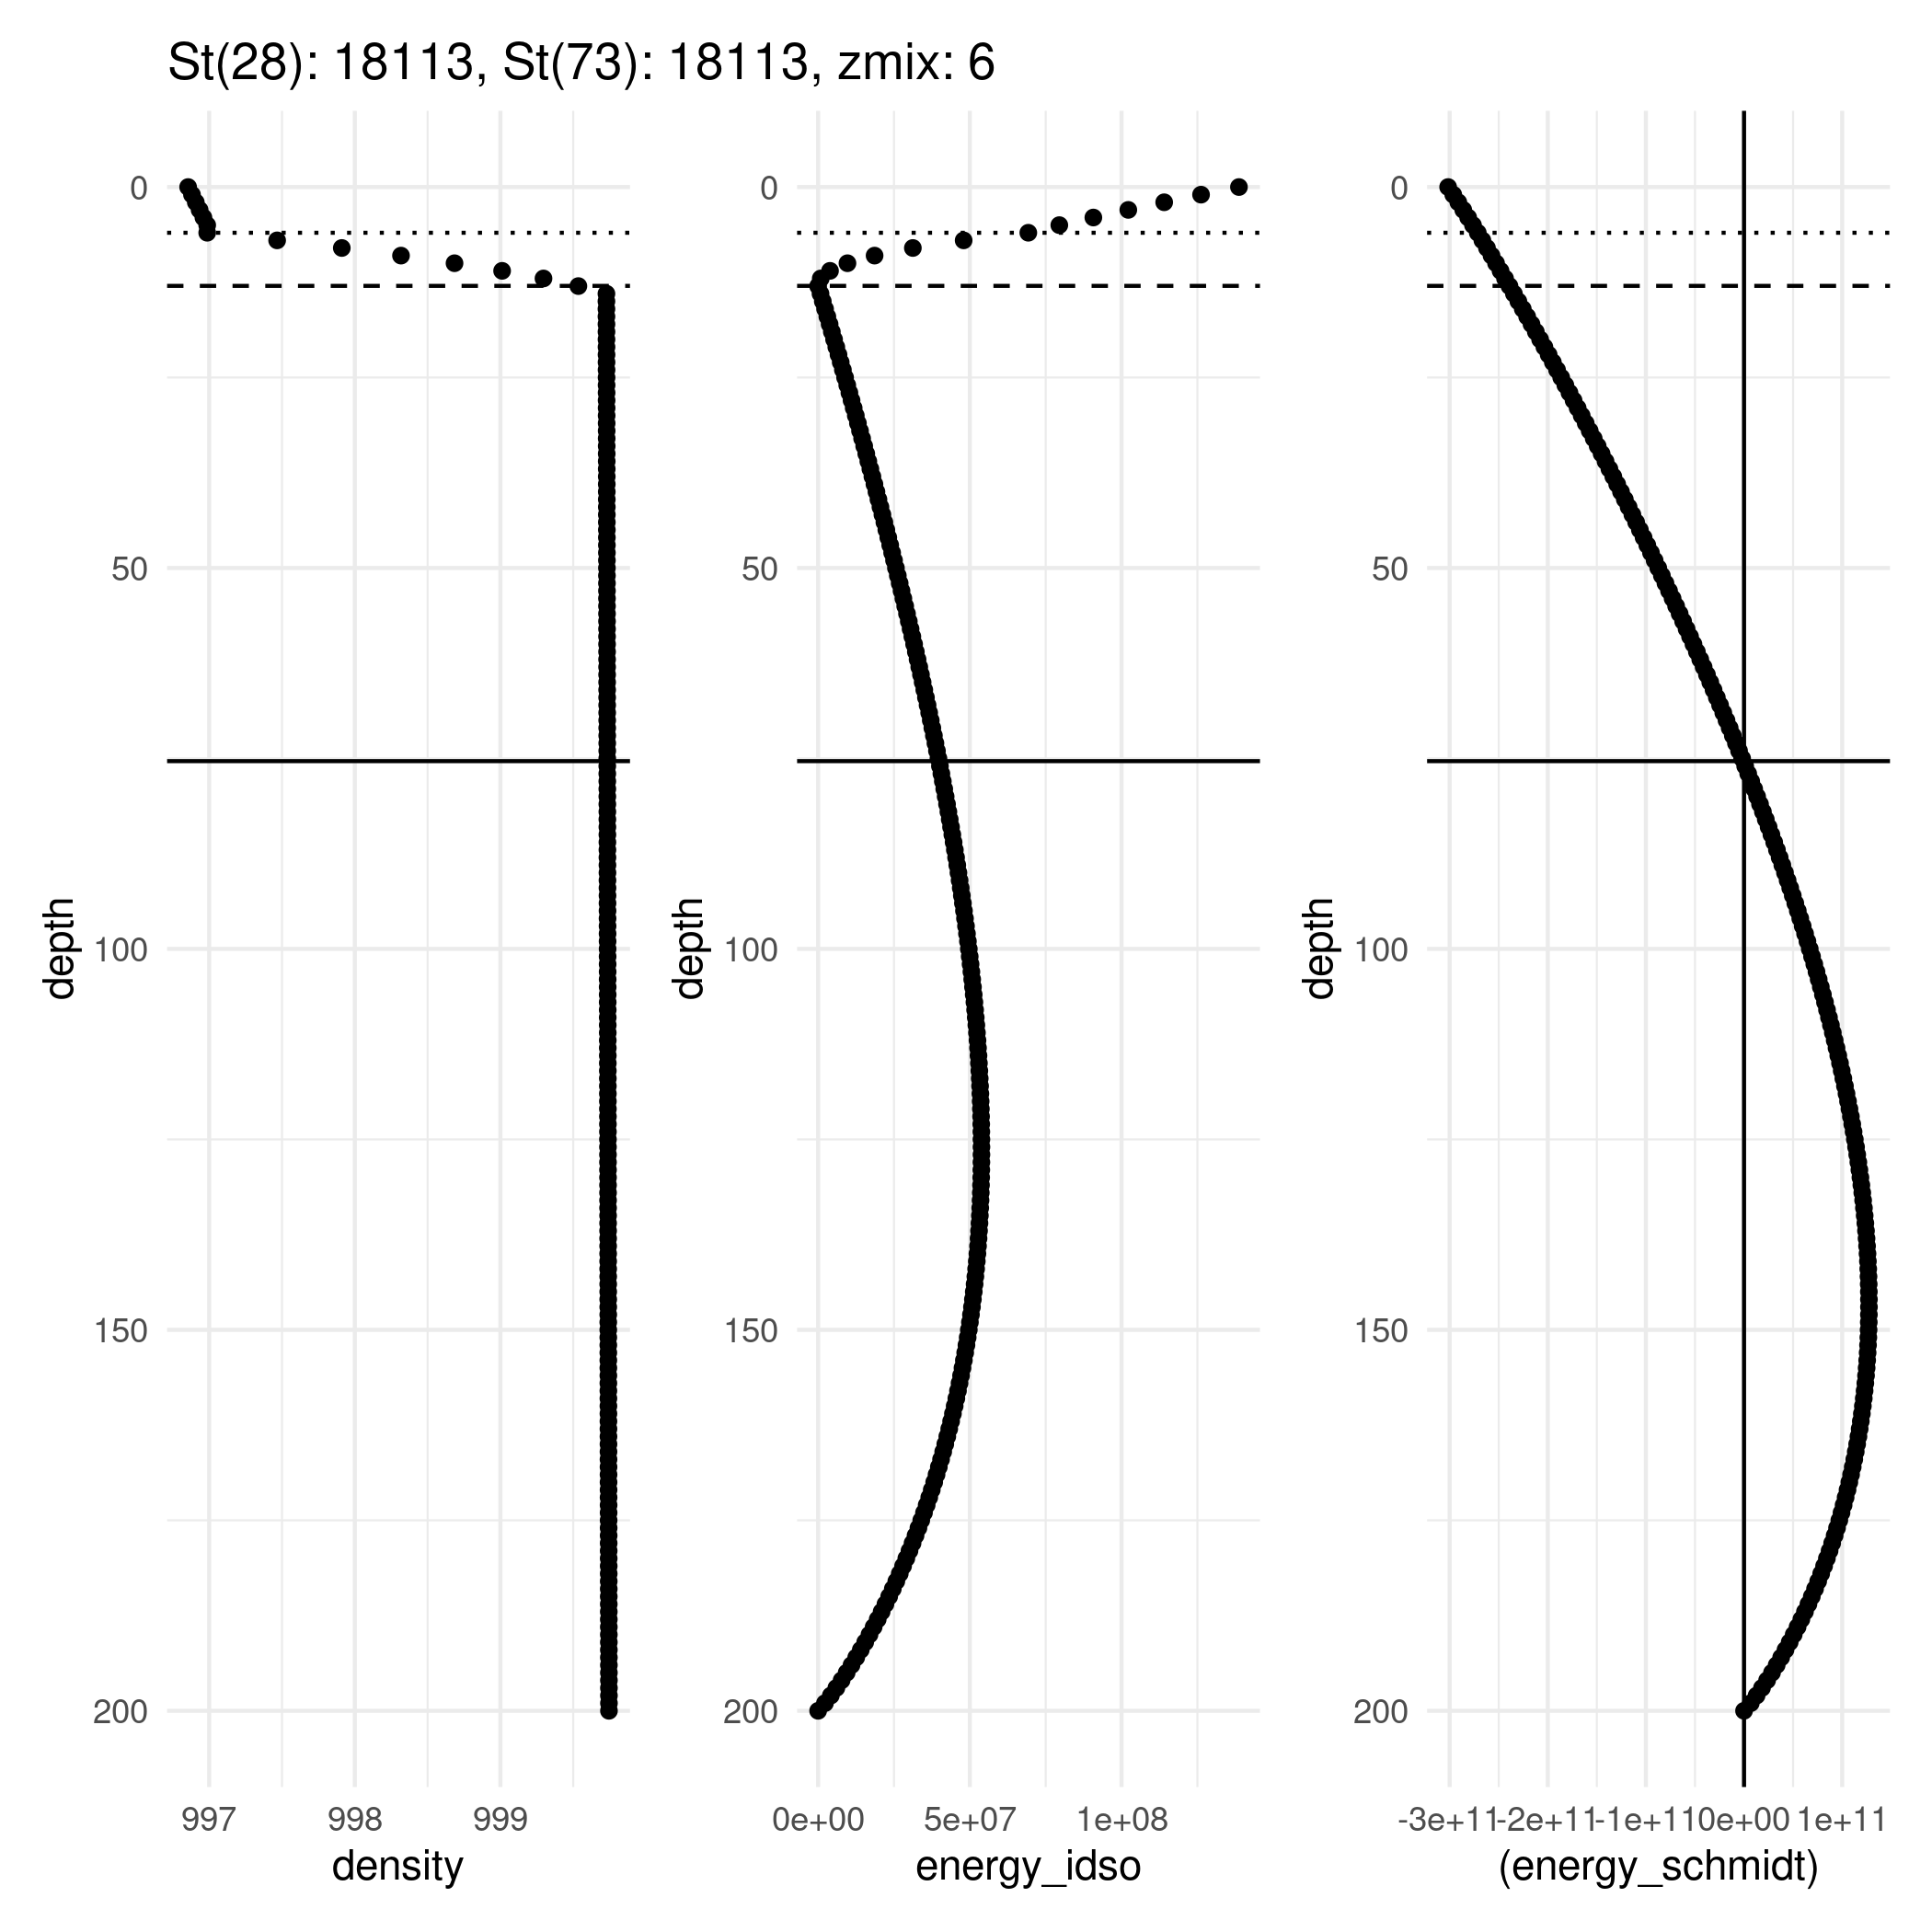 St(28): 18113, St(73): 18113, zmix: 6
0
50
100
150
200
depth
997 998 999
density
0
50
100
150
200
depth
0e+00 5e+07 1e+08
energy_idso
0
50
100
150
200
depth
-3e+11 -2e+11 -1e+11 0e+00 1e+11
(energy_schmidt)